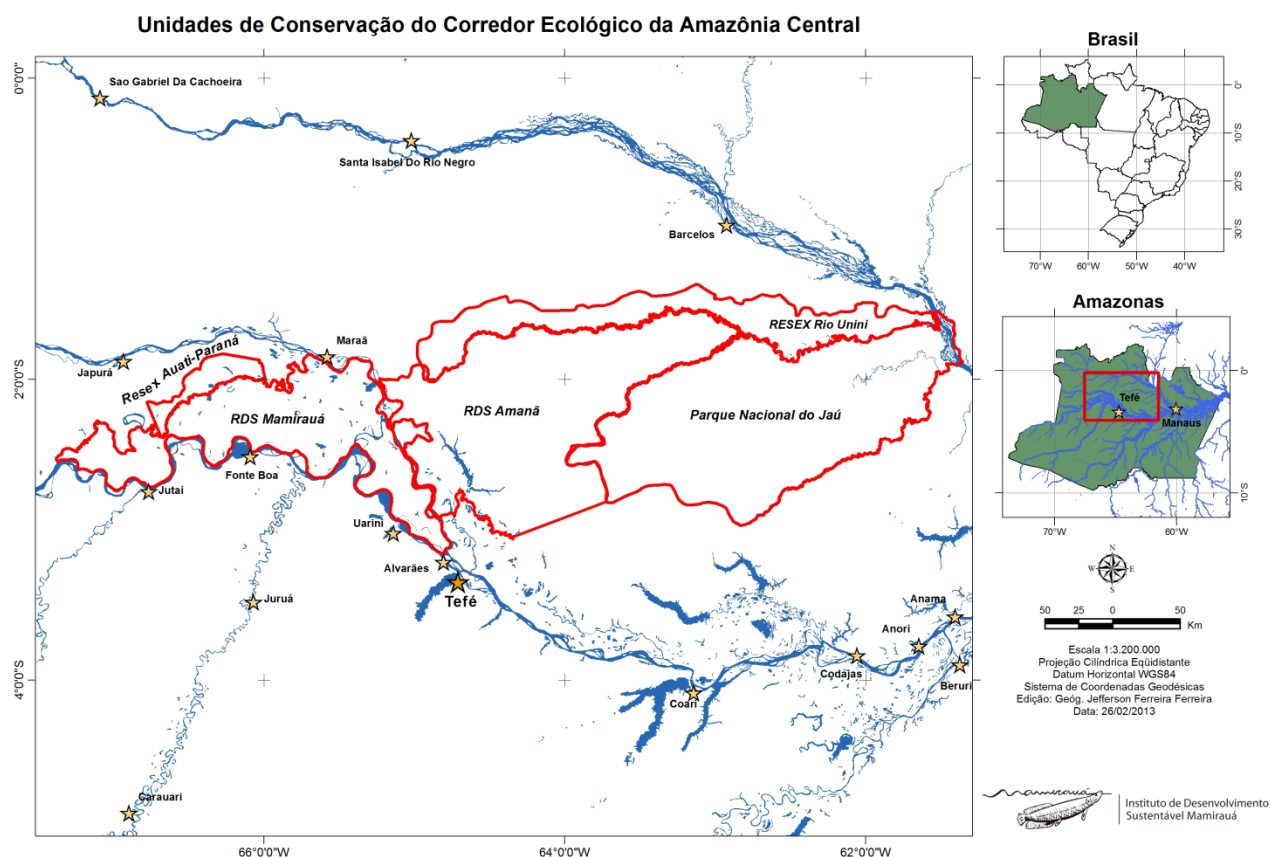 Unidades de Conservação do Corredor Ecológico da Amazônia Central
0°0'0"
2°0'0"S
4°0'0"S
66°0'0"W
64°0'0"W
62°0'0"W
Sao Gabriel Da Cachoeira
Santa Isabel Do Rio Negro
Barcelos
RESEX Rio Unini
Maraã
Resex Auati-Paraná
Japurá
RDS Mamirauá
RDS Amanã
Parque Nacional do Jaú
Fonte Boa
Jutaí
Uarini
Alvarães
Tefé
Juruá
Anama
Anori
Codajas
Beruri
Coari
Carauari
Brasil
0°
10°S
20°S
30°S
70°W
60°W
50°W
40°W
Amazonas
Tefé
Manaus
0°
10°S
70°W
60°W
N
W
E
S
50
25
0
50
Km
Escala 1:3.200.000
Projeção Cilíndrica Eqüidistante
Datum Horizontal WGS84
Sistema de Coordenadas Geodésicas
Edição: Geóg. Jefferson Ferreira Ferreira
Data: 26/02/2013
Mamirauá
Instituto de Desenvolvimento
Sustentável Mamirauá